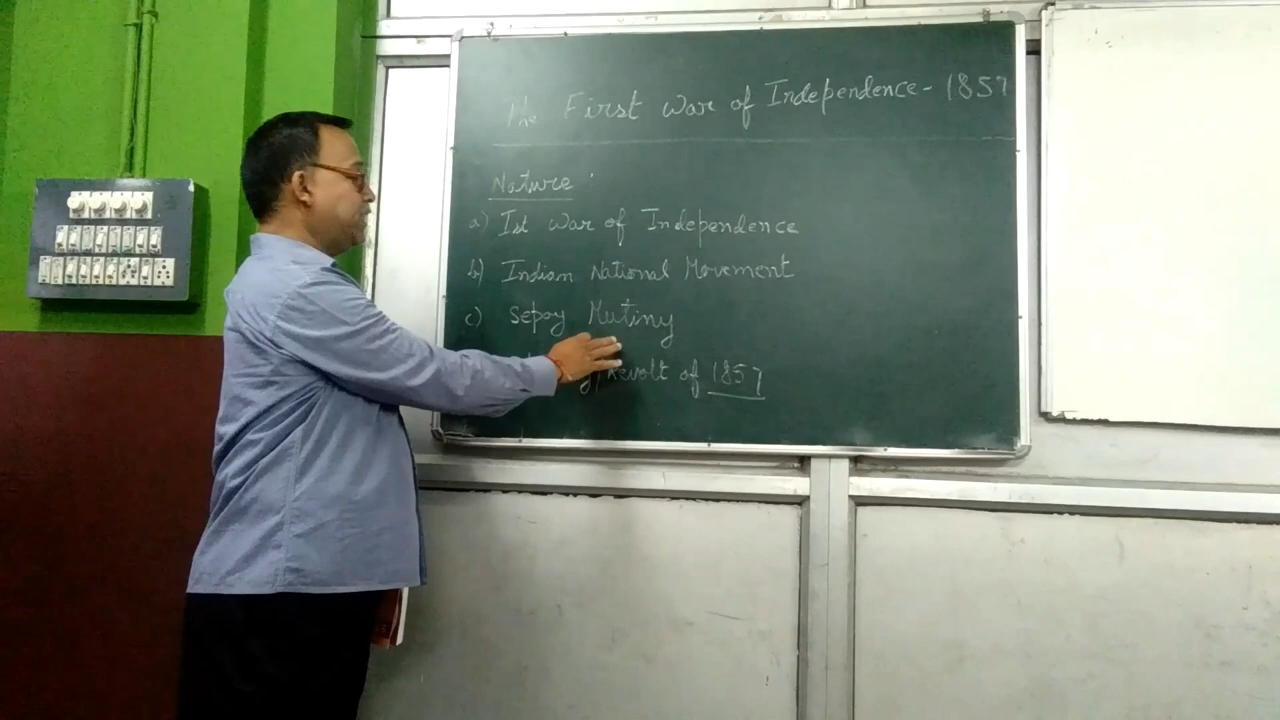 The First War of Independence - 1857
Nature :
a) Ist War of Independence
b) Indian National Movement
c) Sepoy Mutiny
Revolt of 1857